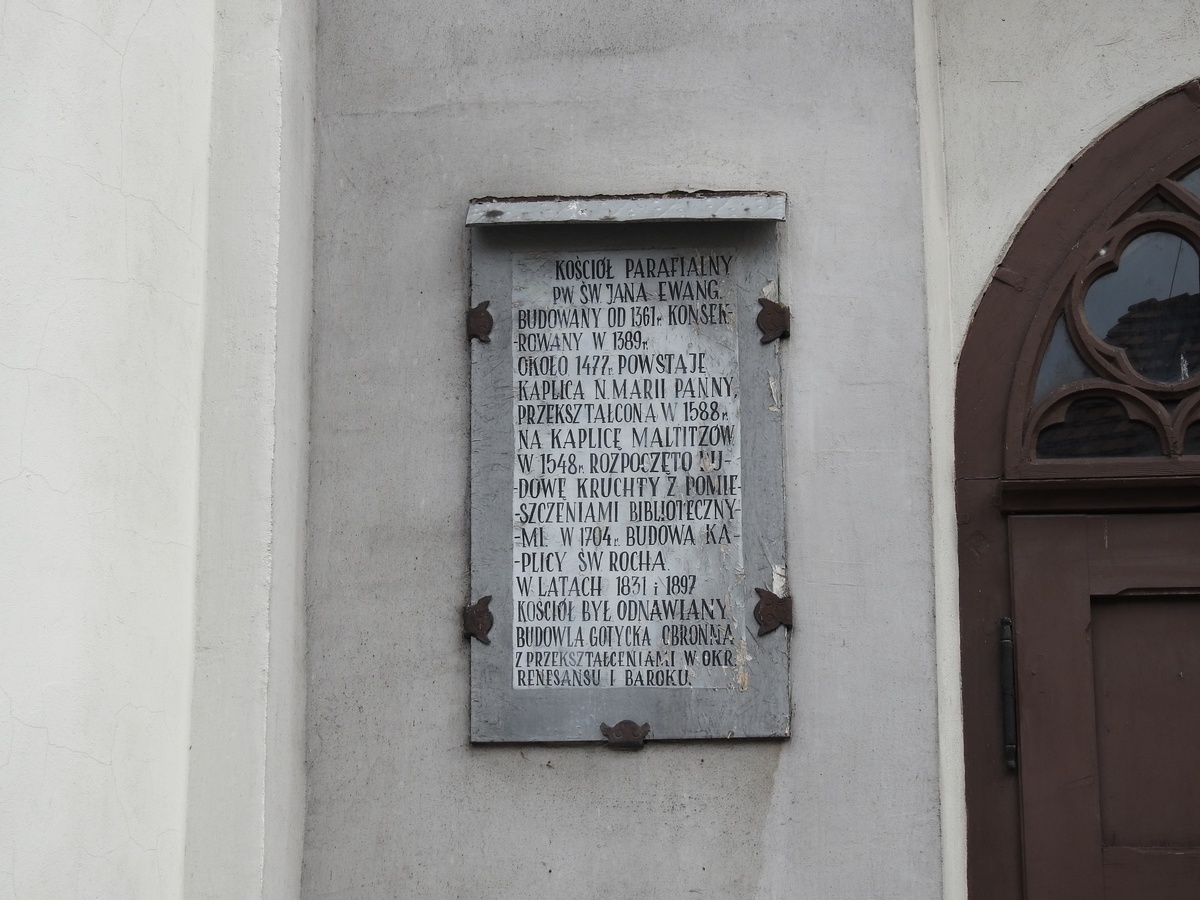 KOŚCIÓŁ PARAFIALNY
PW ŚW. JANA EWANG.
BUDOWANY OD 1361r. KONSEK-
-ROWANY W 1389r.
OKOŁO 1477r. POWSTAJE
KAPLICA N. MARII PANNY,
PRZEKSZTAŁCONA W 1588r.
NA KAPLICĘ MALTITZÓW
W 1548r. ROZPOCZĘTO BU-
-DOWĘ KRUCHTY Z POMIE-
-SZCZENIAMI BIBLIOTECZNY-
-MI. W 1704r. BUDOWA KA-
-PLICY ŚW ROCHA.
W LATACH 1831 i 1897
KOŚCIÓŁ BYŁ ODNAWIANY
BUDOWLA GOTYCKA OBRONNA
Z PRZEKSZTAŁCENIAMI W OKR.
RENESANSU I BAROKU.